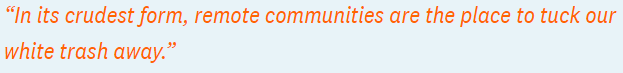 “In its crudest form, remote communities are the place to tuck our
white trash away.”